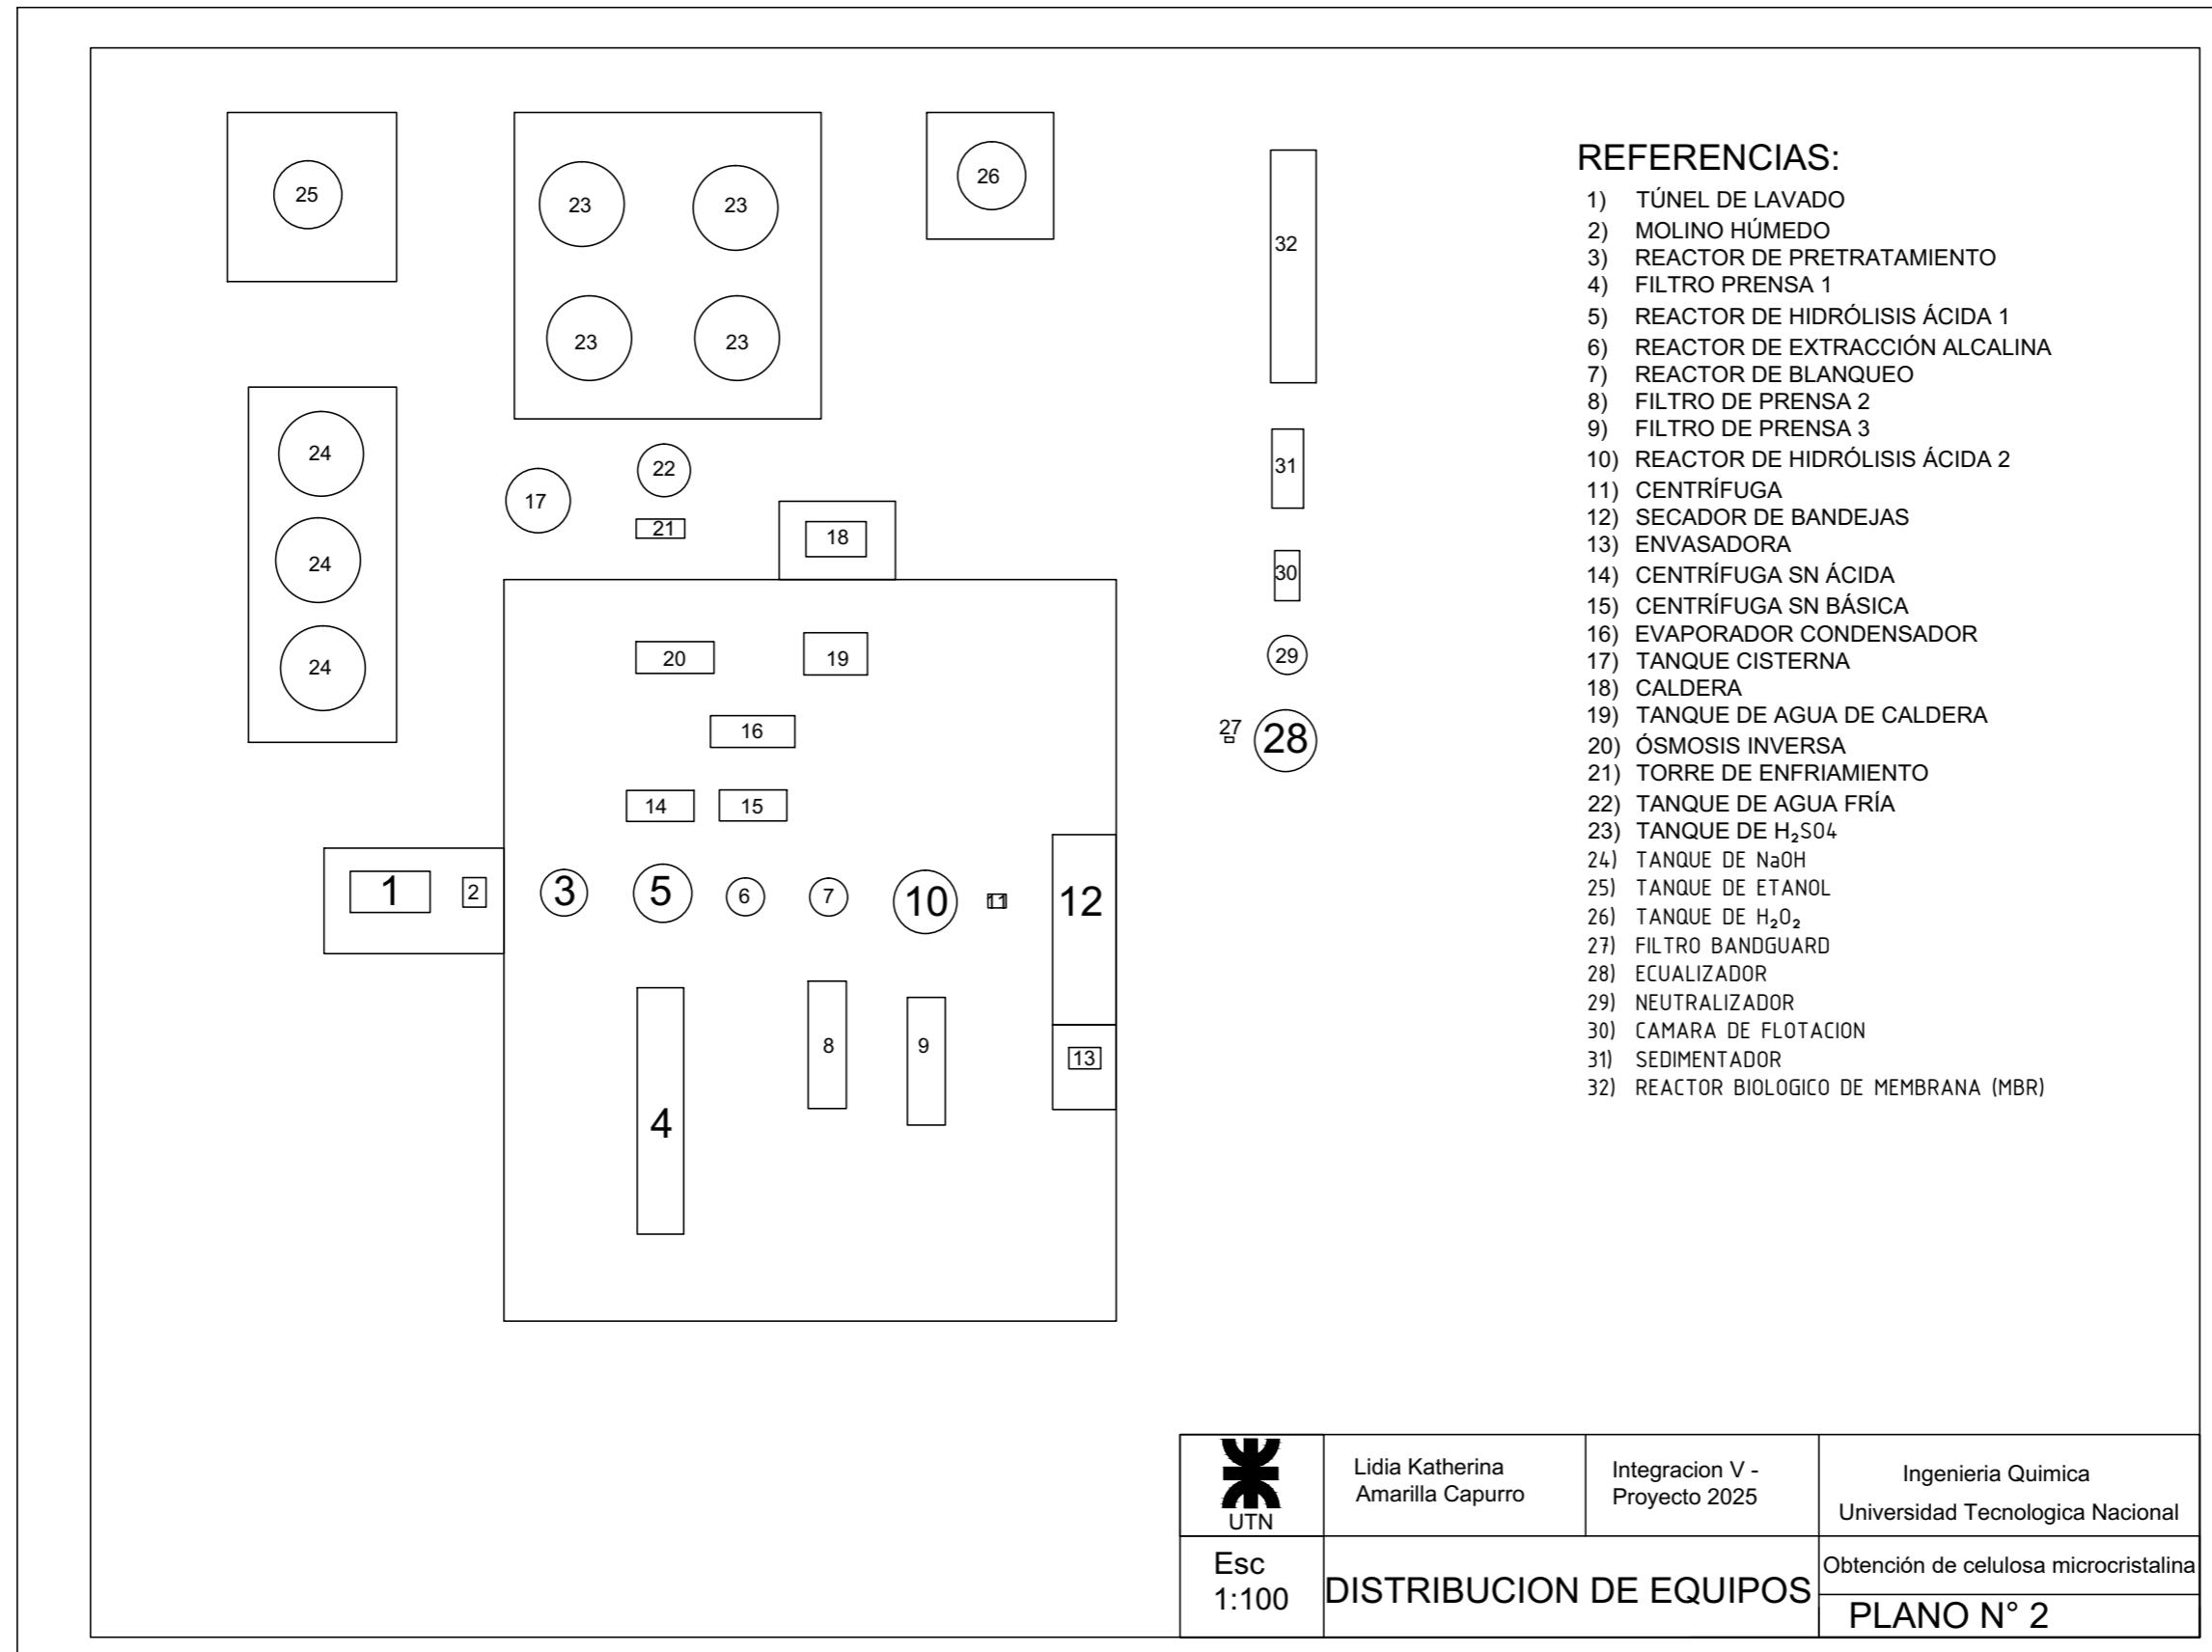 25
23
23
26
32
23
23
24
22
17
31
21
18
24
30
20
19
29
24
16
27
28
14
15
1
2
3
5
6
7
10
11
12
8
9
13
4
REFERENCIAS:
1) TÚNEL DE LAVADO
2) MOLINO HÚMEDO
3) REACTOR DE PRETRATAMIENTO
4) FILTRO PRENSA 1
5) REACTOR DE HIDRÓLISIS ÁCIDA 1
6) REACTOR DE EXTRACCIÓN ALCALINA
7) REACTOR DE BLANQUEO
8) FILTRO DE PRENSA 2
9) FILTRO DE PRENSA 3
10) REACTOR DE HIDRÓLISIS ÁCIDA 2
11) CENTRÍFUGA
12) SECADOR DE BANDEJAS
13) ENVASADORA
14) CENTRÍFUGA SN ÁCIDA
15) CENTRÍFUGA SN BÁSICA
16) EVAPORADOR CONDENSADOR
17) TANQUE CISTERNA
18) CALDERA
19) TANQUE DE AGUA DE CALDERA
20) ÓSMOSIS INVERSA
21) TORRE DE ENFRIAMIENTO
22) TANQUE DE AGUA FRÍA
23) TANQUE DE H₂SO4
24) TANQUE DE NaOH
25) TANQUE DE ETANOL
26) TANQUE DE H₂O₂
27) FILTRO BANDGUARD
28) ECUALIZADOR
29) NEUTRALIZADOR
30) CAMARA DE FLOTACION
31) SEDIMENTADOR
32) REACTOR BIOLOGICO DE MEMBRANA (MBR)
UTN
Lidia Katherina
Amarilla Capurro
Integracion V -
Proyecto 2025
Ingenieria Quimica
Universidad Tecnologica Nacional
Esc
1:100
DISTRIBUCION DE EQUIPOS
Obtención de celulosa microcristalina
PLANO N° 2